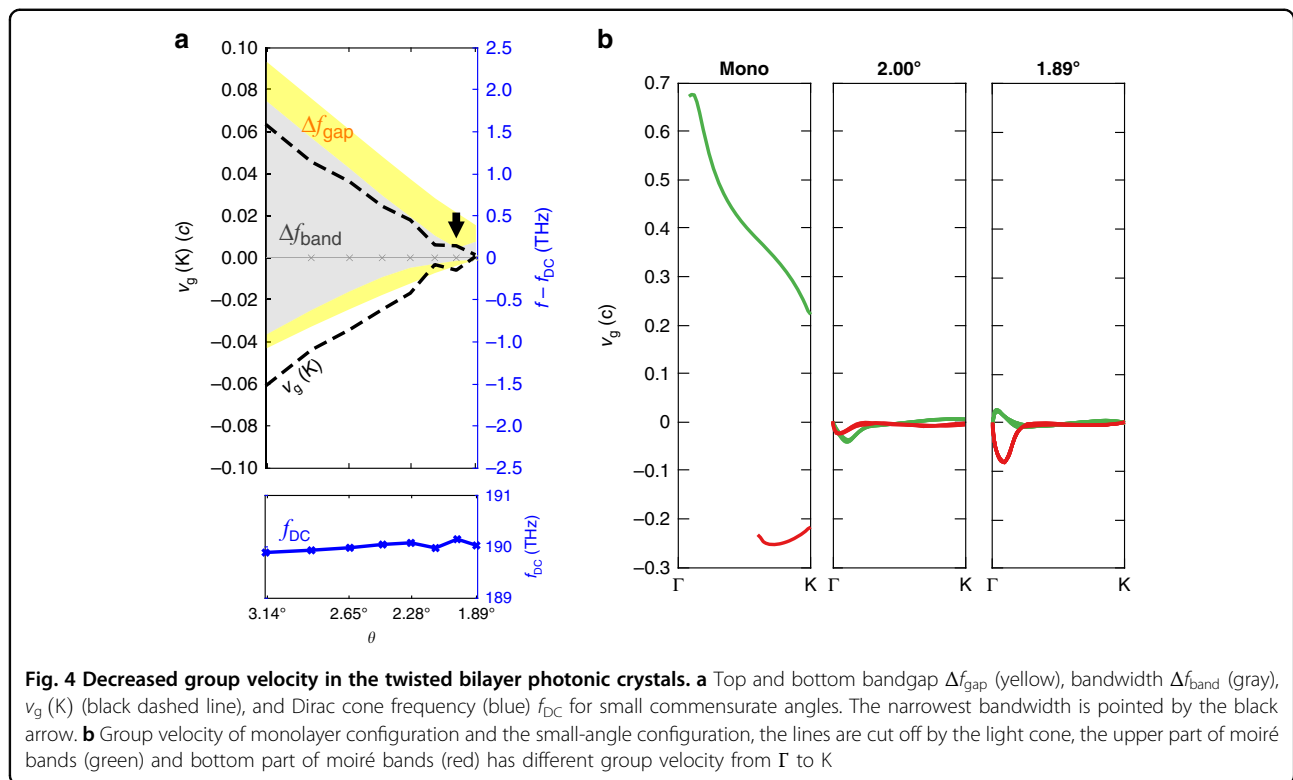 a
0.10
0.08
0.06
0.04
0.02
0.00
−0.02
−0.04
−0.06
−0.08
−0.10
v_g (K) (c)
Δf_gap
Δf_band
v_g (K)
2.5
2.0
1.5
1.0
0.5
0
−0.5
−1.0
−1.5
−2.0
−2.5
f − f_DC (THz)
f_DC
191
190
189
f_DC (THz)
3.14°
2.65°
2.28°
1.89°
θ
b
Mono
2.00°
1.89°
0.7
0.6
0.5
0.4
0.3
0.2
0.1
0
−0.1
−0.2
−0.3
v_g (c)
Γ
K
Γ
K
Γ
K
Fig. 4 Decreased group velocity in the twisted bilayer photonic crystals. a Top and bottom bandgap Δf_gap (yellow), bandwidth Δf_band (gray),
v_g (K) (black dashed line), and Dirac cone frequency (blue) f_DC for small commensurate angles. The narrowest bandwidth is pointed by the black
arrow. b Group velocity of monolayer configuration and the small-angle configuration, the lines are cut off by the light cone, the upper part of moiré
bands (green) and bottom part of moiré bands (red) has different group velocity from Γ to K